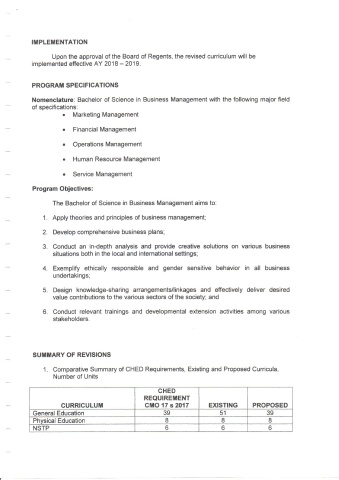 IMPLEMENTATION
Upon the approval of the Board of Regents, the revised curriculum will be
implemented effective AY 2018 – 2019.
PROGRAM SPECIFICATIONS
Nomenclature: Bachelor of Science in Business Management with the following major field
of specifications:
• Marketing Management
• Financial Management
• Operations Management
• Human Resource Management
• Service Management
Program Objectives:
The Bachelor of Science in Business Management aims to:
1. Apply theories and principles of business management;
2. Develop comprehensive business plans;
3. Conduct an in-depth analysis and provide creative solutions on various business
situations both in the local and international settings;
4. Exemplify ethically responsible and gender sensitive behavior in all business
undertakings;
5. Design knowledge-sharing arrangements/linkages and effectively deliver desired
value contributions to the various sectors of the society; and
6. Conduct relevant trainings and developmental extension activities among various
stakeholders.
SUMMARY OF REVISIONS
1. Comparative Summary of CHED Requirements, Existing and Proposed Curricula,
Number of Units
CHED
REQUIREMENT
CURRICULUM CMO 17 s 2017 EXISTING PROPOSED
General Education 39 51 39
Physical Education 8 8 8
NSTP 6 6 6